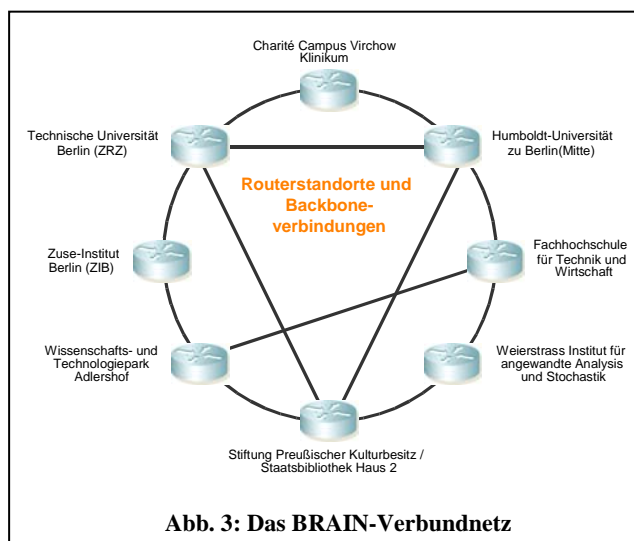 Charité Campus Virchow
Klinikum
Technische Universität
Berlin (ZRZ)
Humboldt-Universität
zu Berlin(Mitte)
Routerstandorte und
Backbone-
verbindungen
Zuse-Institut
Berlin (ZIB)
Fachhochschule
für Technik und
Wirtschaft
Wissenschafts- und
Technologiepark
Adlershof
Weierstrass Institut für
angewandte Analysis
und Stochastik
Stiftung Preußischer Kulturbesitz /
Staatsbibliothek Haus 2
Abb. 3: Das BRAIN-Verbundnetz